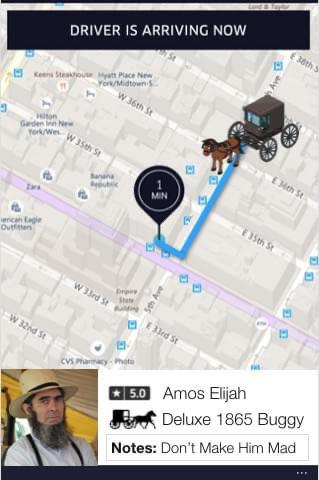 Lord & Taylor
DRIVER IS ARRIVING NOW
E 38th S
Keens Steakhouse
Hyatt Place New
York/Midtown-S...
W 36th St
5th Ave
Hilton
Garden Inn New
York/Wes...
W 35th St
Zara
Banana
Republic
1
MIN
E 36th St
erican Eagle
Outfitters
E 35th St
Empire
State
Building
W 33rd St
5th Ave
E 33rd St
W 32nd St
CVS Pharmacy - Photo
★ 5.0 Amos Elijah
Deluxe 1865 Buggy
Notes: Don't Make Him Mad
...